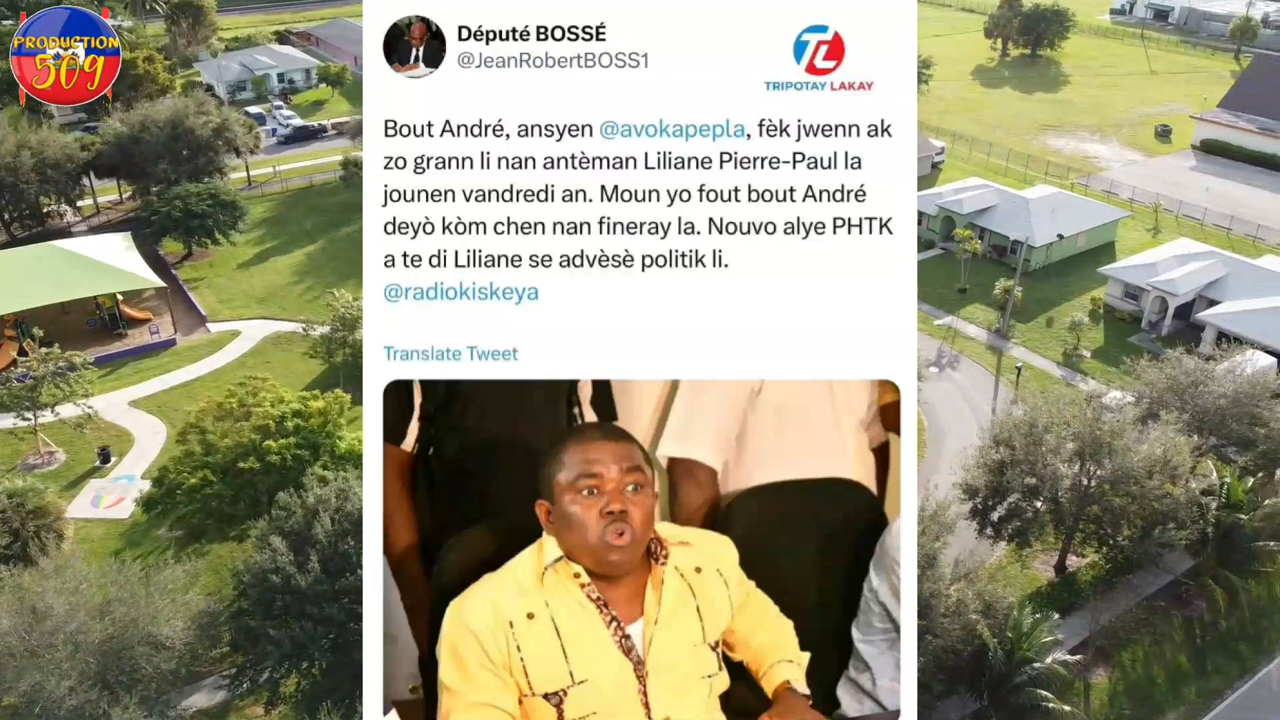 PRODUCTION
509
Député BOSSÉ
@JeanRobertBOSS1
TL
TRIPOTAY LAKAY
Bout André, ansyen @avokapepla, fèk jwenn ak
zo grann li nan antèman Liliane Pierre-Paul la
jounen vandredi an. Moun yo fout bout André
deyò kòm chen nan fineray la. Nouvo alye PHTK
a te di Liliane se advèsè politik li.
@radiokiskeya
Translate Tweet